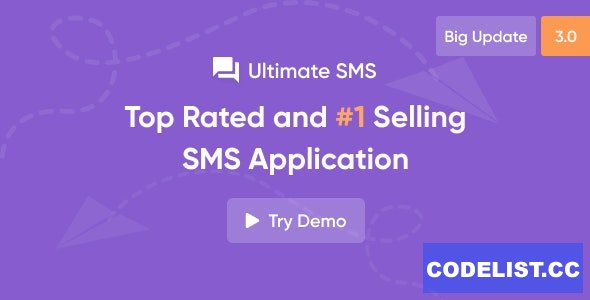 Big Update 3.0
Ultimate SMS
Top Rated and #1 Selling
SMS Application
Try Demo
CODELIST.CC